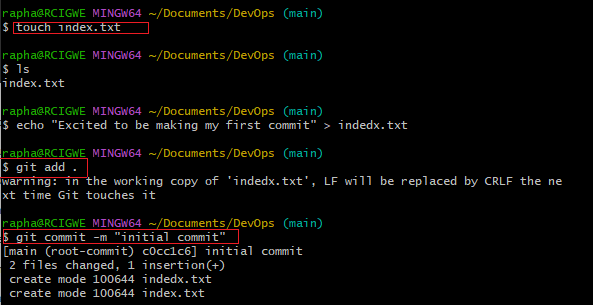 rapha@RCIGWE MINGW64 ~/Documents/DevOps (main)
$ touch index.txt
rapha@RCIGWE MINGW64 ~/Documents/DevOps (main)
$ ls
index.txt
rapha@RCIGWE MINGW64 ~/Documents/DevOps (main)
$ echo "Excited to be making my first commit" > indedx.txt
rapha@RCIGWE MINGW64 ~/Documents/DevOps (main)
$ git add .
warning: in the working copy of 'indedx.txt', LF will be replaced by CRLF the ne
xt time Git touches it
rapha@RCIGWE MINGW64 ~/Documents/DevOps (main)
$ git commit -m "initial commit"
[main (root-commit) c0cc1c6] initial commit
 2 files changed, 1 insertion(+)
 create mode 100644 indedx.txt
 create mode 100644 index.txt